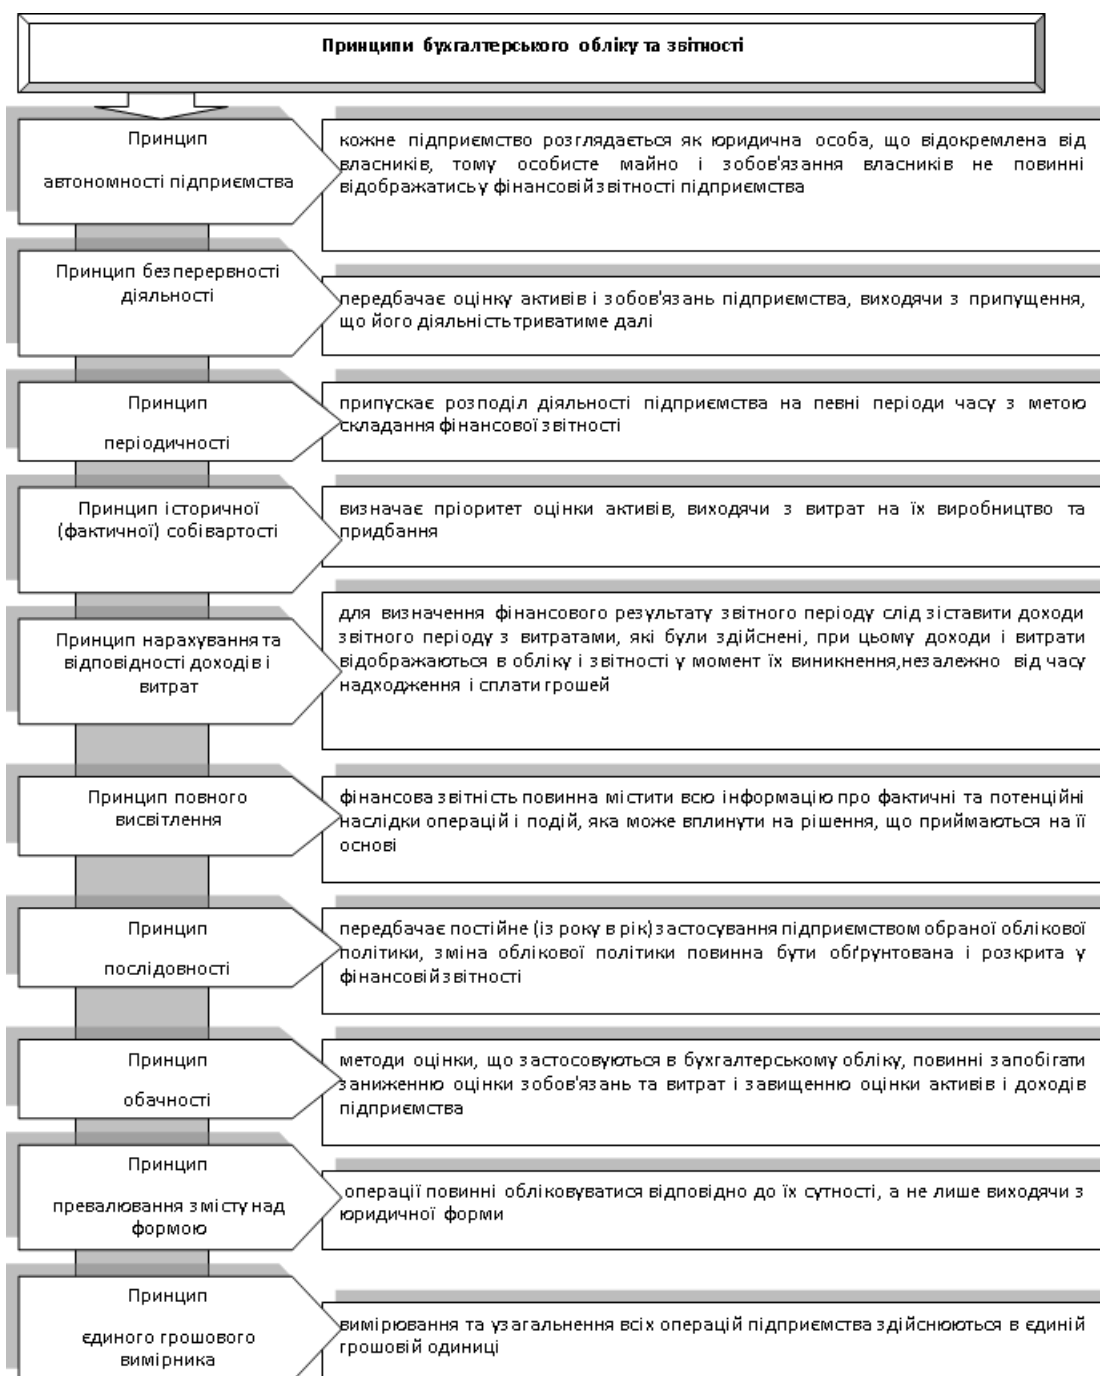 Принципи бухгалтерського обліку та звітності
Принцип
автономності підприємства
кожне підприємство розглядається як юридична особа, що відокремлена від
власників, тому особисте майно і зобов'язання власників не повинні
відображатись у фінансовій звітності підприємства
Принцип безперервності
діяльності
передбачає оцінку активів і зобов'язань підприємства, виходячи з припущення,
що його діяльність триватиме далі
Принцип
періодичності
припускає розподіл діяльності підприємства на певні періоди часу з метою
складання фінансової звітності
Принцип історичної
(фактичної) собівартості
визначає пріоритет оцінки активів, виходячи з витрат на їх виробництво та
придбання
Принцип нарахування та
відповідності доходів і
витрат
для визначення фінансового результату звітного періоду слід зіставити доходи
звітного періоду з витратами, які були здійснені, при цьому доходи і витрати
відображаються в обліку і звітності у момент їх виникнення,незалежно від часу
надходження і сплати грошей
Принцип повного
висвітлення
фінансова звітність повинна містити всю інформацію про фактичні та потенційні
наслідки операцій і подій, яка може вплинути на рішення, що приймаються на її
основі
Принцип
послідовності
передбачає постійне (із року в рік) застосування підприємством обраної облікової
політики, зміна облікової політики повинна бути обґрунтована і розкрита у
фінансовій звітності
Принцип
обачності
методи оцінки, що застосовуються в бухгалтерському обліку, повинні запобігати
заниженню оцінки зобов'язань та витрат і завищенню оцінки активів і доходів
підприємства
Принцип
превалювання змісту над
формою
операції повинні обліковуватися відповідно до їх сутності, а не лише виходячи з
юридичної форми
Принцип
єдиного грошового
вимірника
вимірювання та узагальнення всіх операцій підприємства здійснюються в єдиній
грошовій одиниці